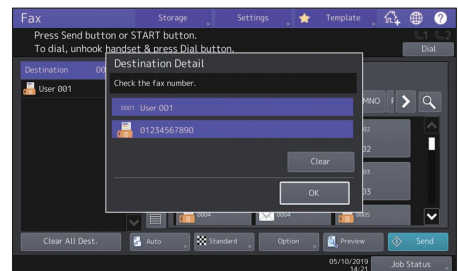 Fax
Storage
Settings
Template
Press Send button or START button.
To dial, unhook handset & press Dial button.
Dial
Destination
00
User 001
Destination Detail
Check the fax number.
0001 User 001
01234567890
Clear
OK
MNO
0004
0004
0005
Clear All Dest.
Auto
Standard
Option
Preview
Send
05/10/2019
14:21
Job Status